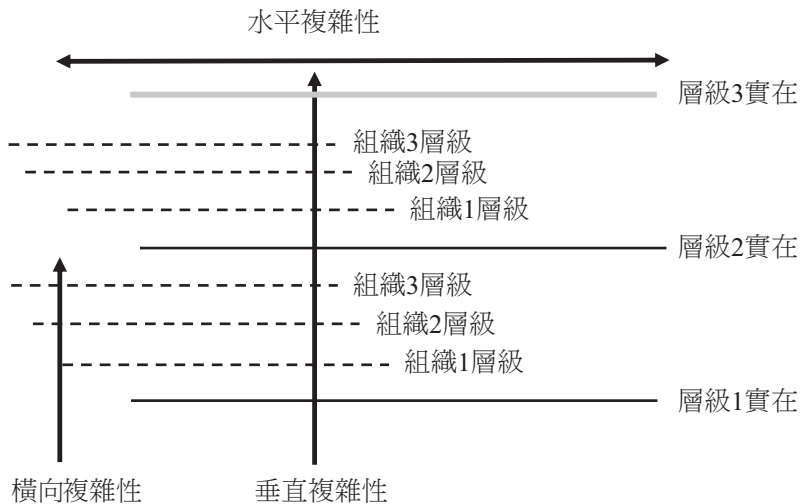 水平複雜性
層級3實在
組織3層級
組織2層級
組織1層級
層級2實在
組織3層級
組織2層級
組織1層級
層級1實在
橫向複雜性
垂直複雜性